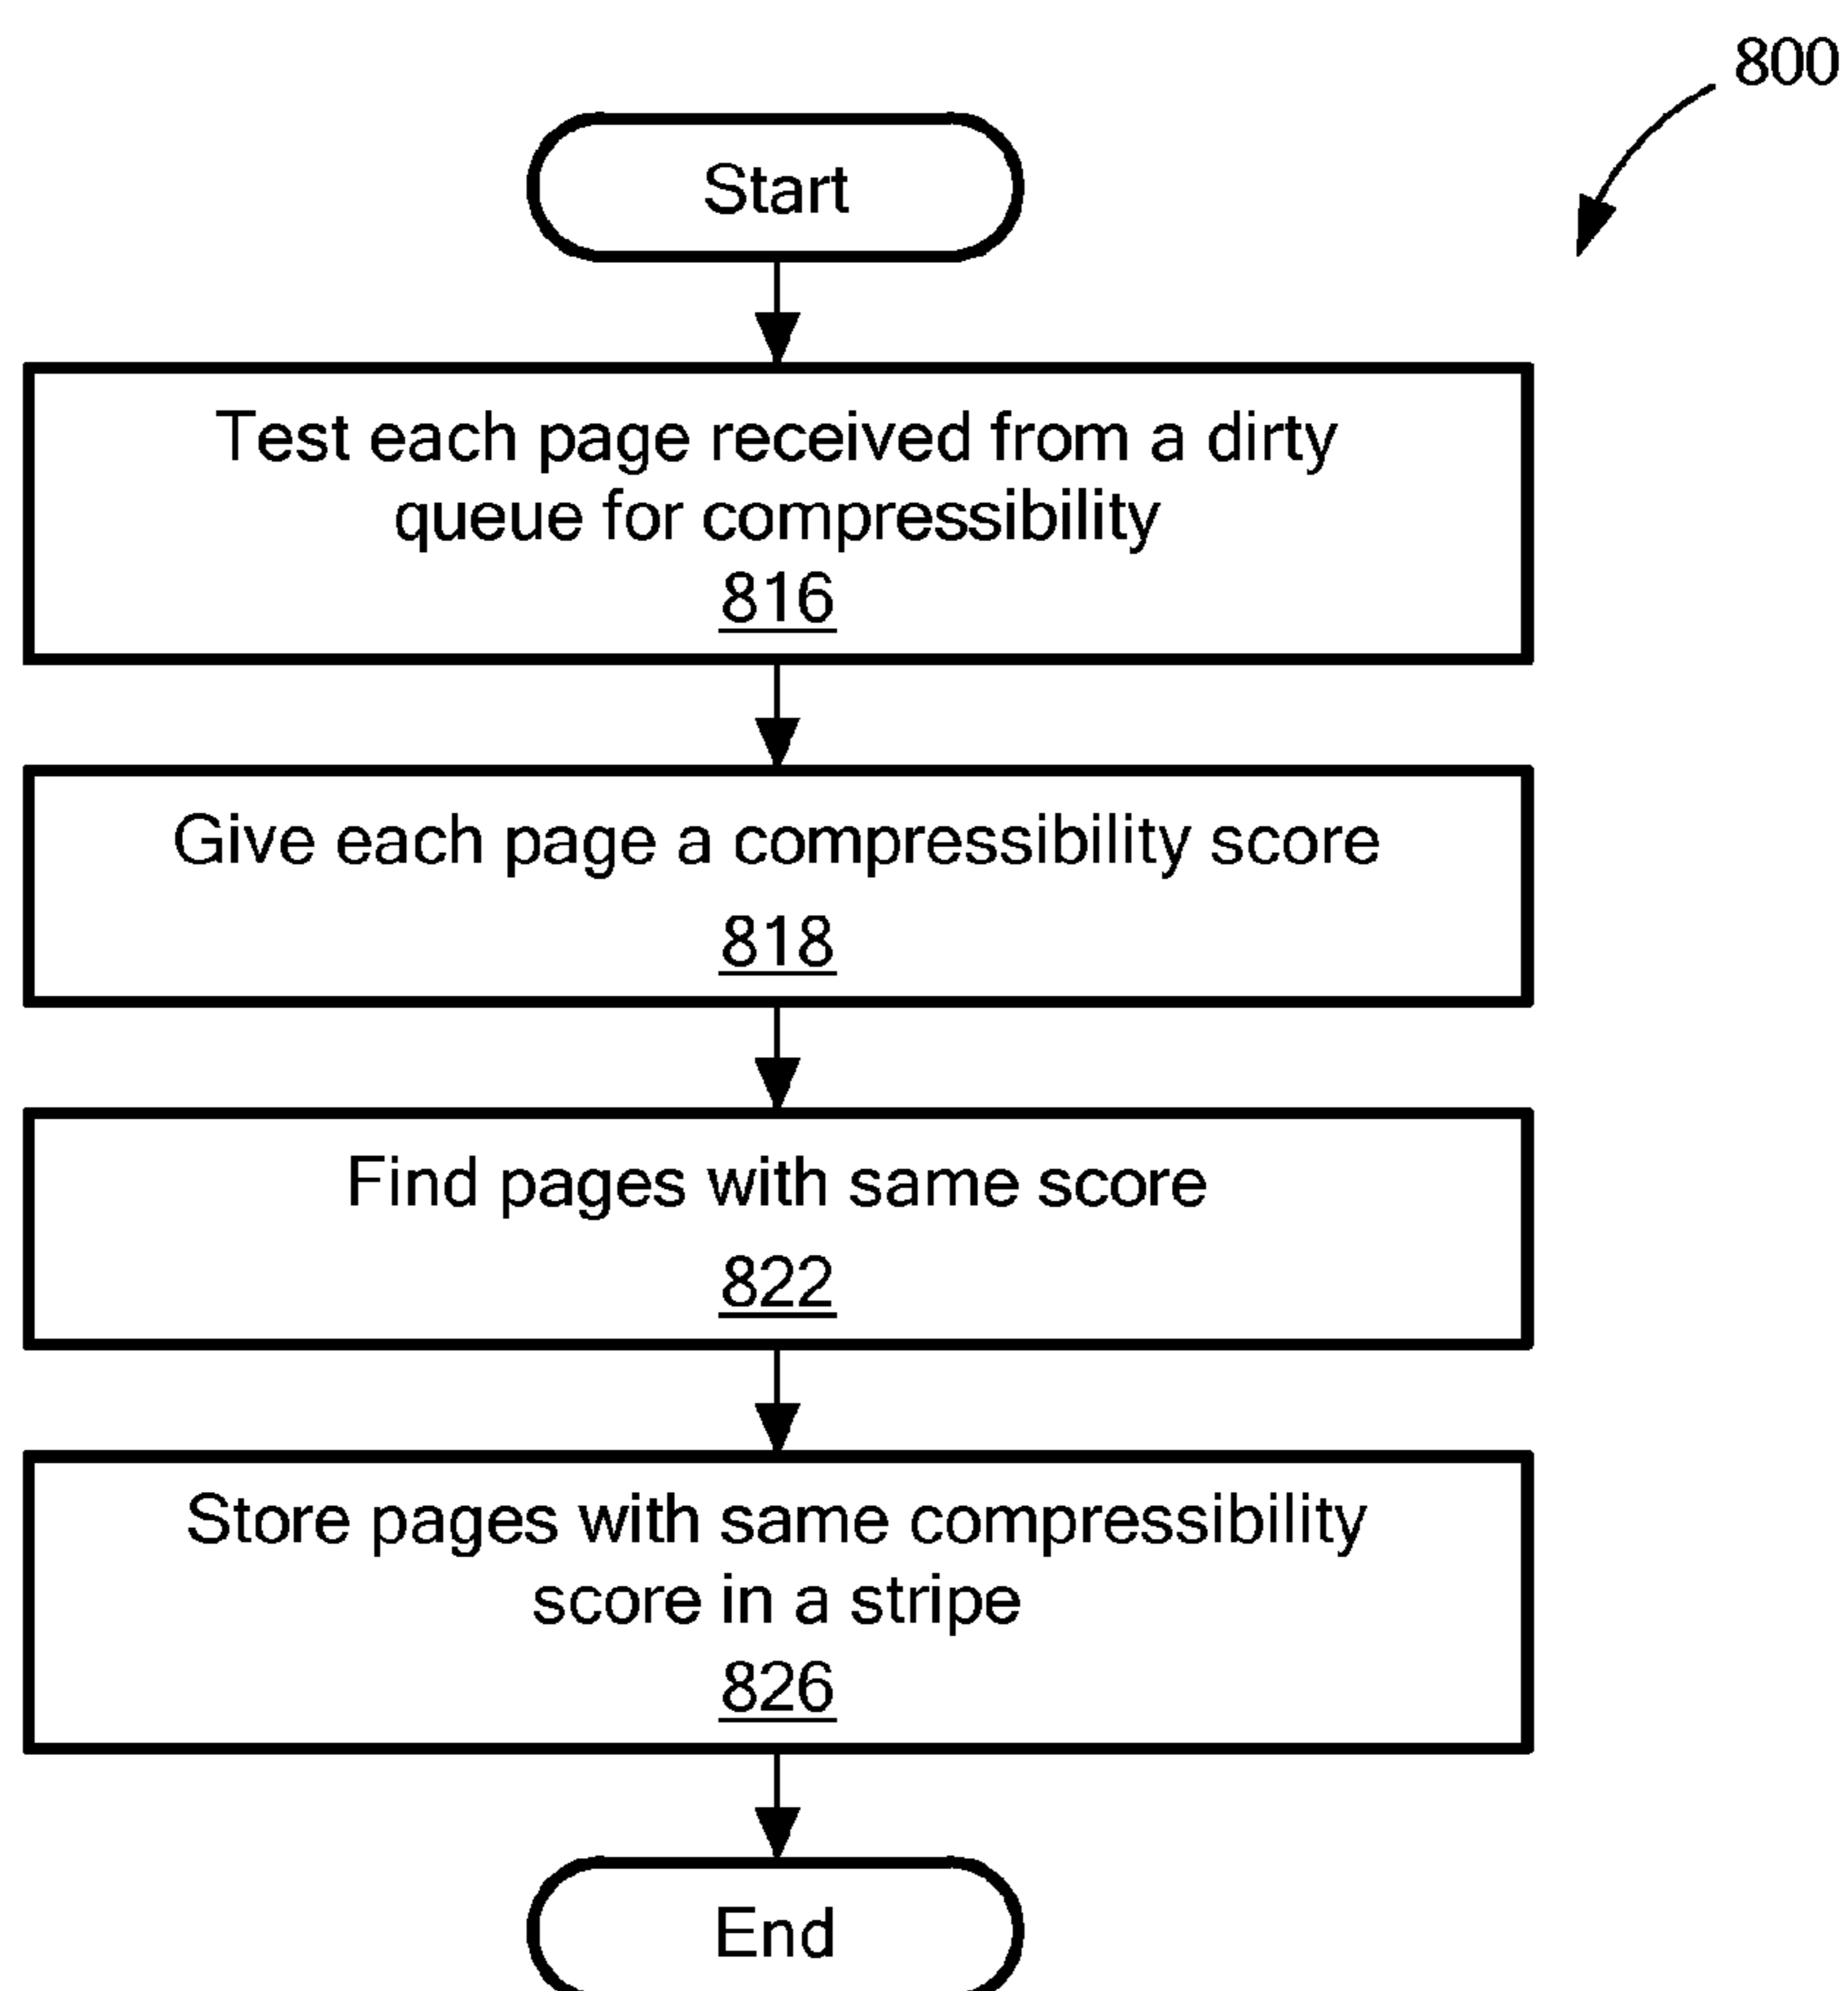 800
Start
Test each page received from a dirty
queue for compressibility
816
Give each page a compressibility score
818
Find pages with same score
822
Store pages with same compressibility
score in a stripe
826
End